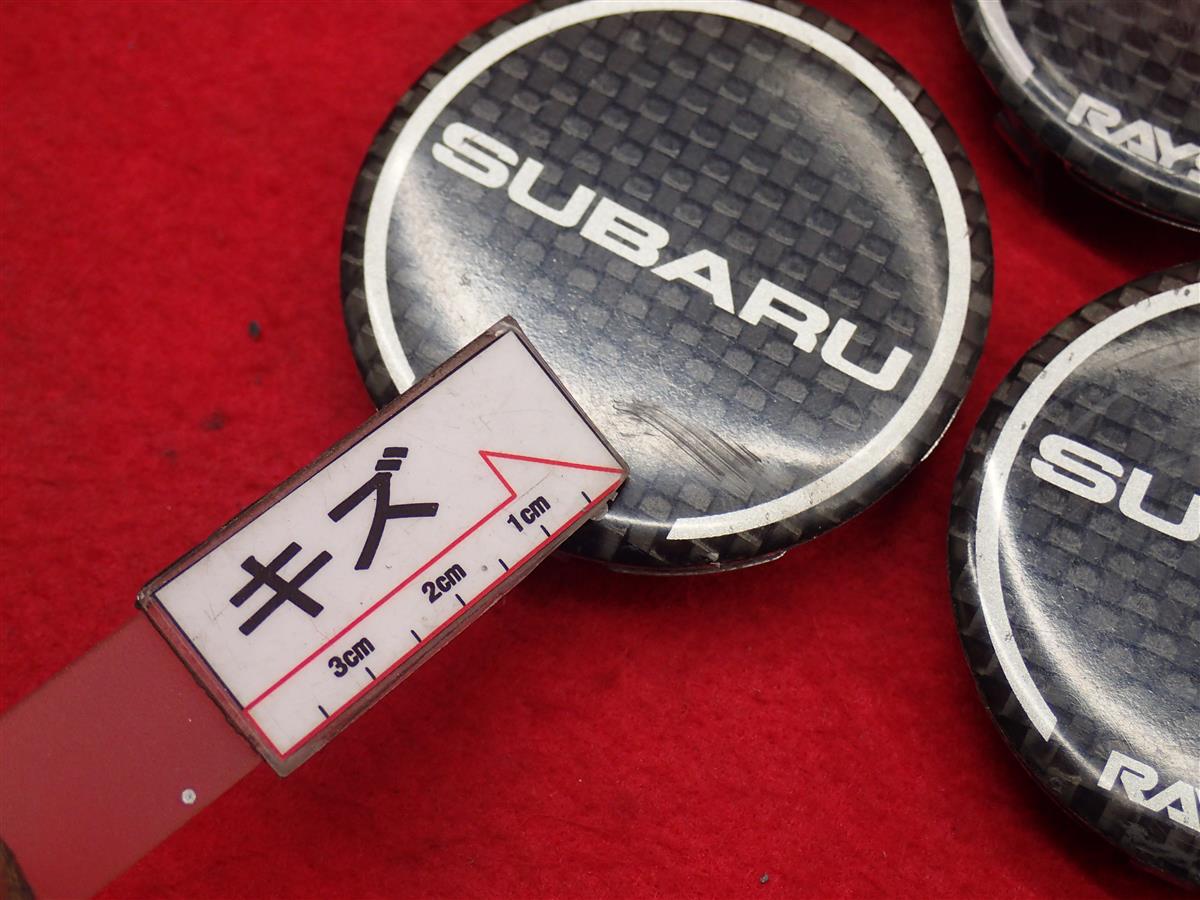 SUBARU
RAYS
キズ
1cm
2cm
3cm
SU
RA